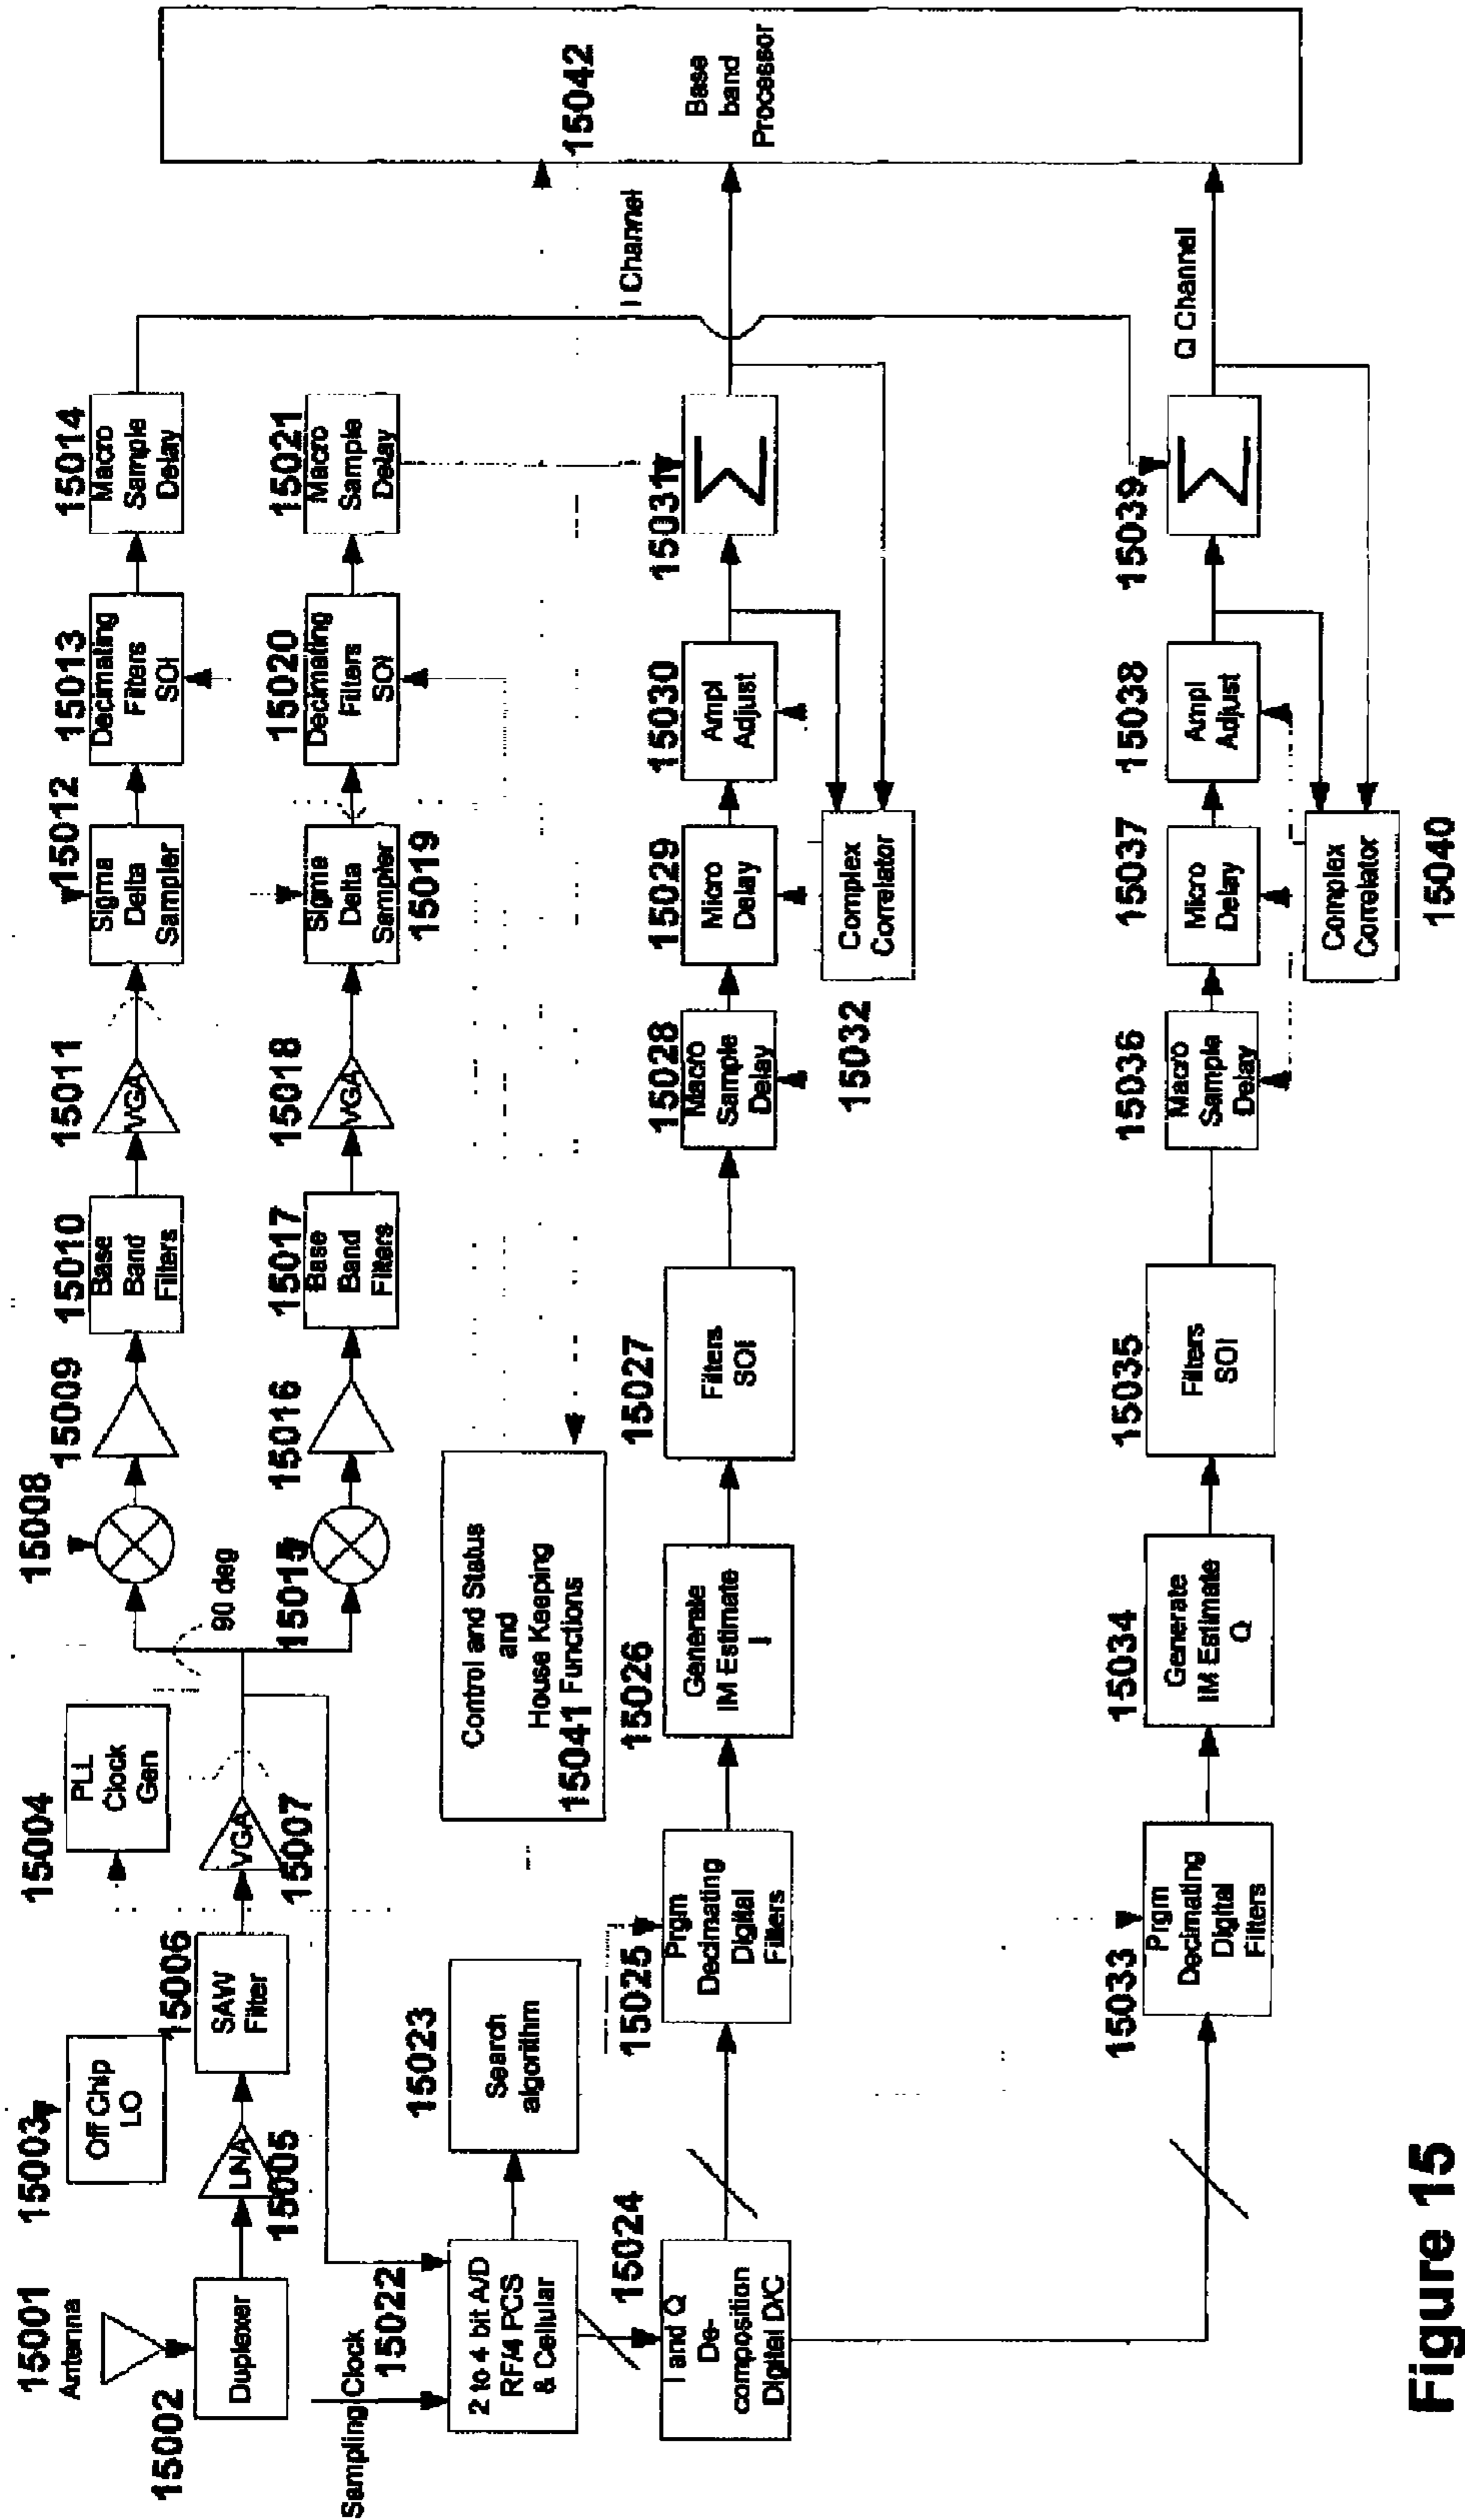 15001
Antenna
15002
Duplexer
15003
Off Chip
LO
15004
PLL
Clock
Gen
LNA
15005
15006
SAW
Filter
VGA
15007
90 deg
15008
15009
15010
Base
Band
Filters
15011
VGA
15012
Sigma
Delta
Sampler
15013
Decimating
Filters
SOI
15014
Macro
Sample
Delay
15015
15016
15017
Base
Band
Filters
15018
VGA
Sigma
Delta
Sampler
15019
15020
Decimating
Filters
SOI
15021
Macro
Sample
Delay
Sampling Clock
15022
2 to 4 bit A/D
RF/4 PCS
& Cellular
15023
Search
algorithm
Control and Status
and
House Keeping
15041 Functions
15024
I and Q
De-
composition
Digital D/C
15025
Prgm
Decimating
Digital
Filters
15026
Generate
IM Estimate
I
15027
Filters
SOI
15028
Macro
Sample
Delay
15029
Micro
Delay
15030
Ampl
Adjust
15031
Σ
I Channel
15032
Complex
Correlator
15033
Prgm
Decimating
Digital
Filters
15034
Generate
IM Estimate
Q
15035
Filters
SOI
15036
Macro
Sample
Delay
15037
Micro
Delay
15038
Ampl
Adjust
15039
Σ
Q Channel
Complex
Correlator
15040
15042
Base
band
Processor
Figure 15